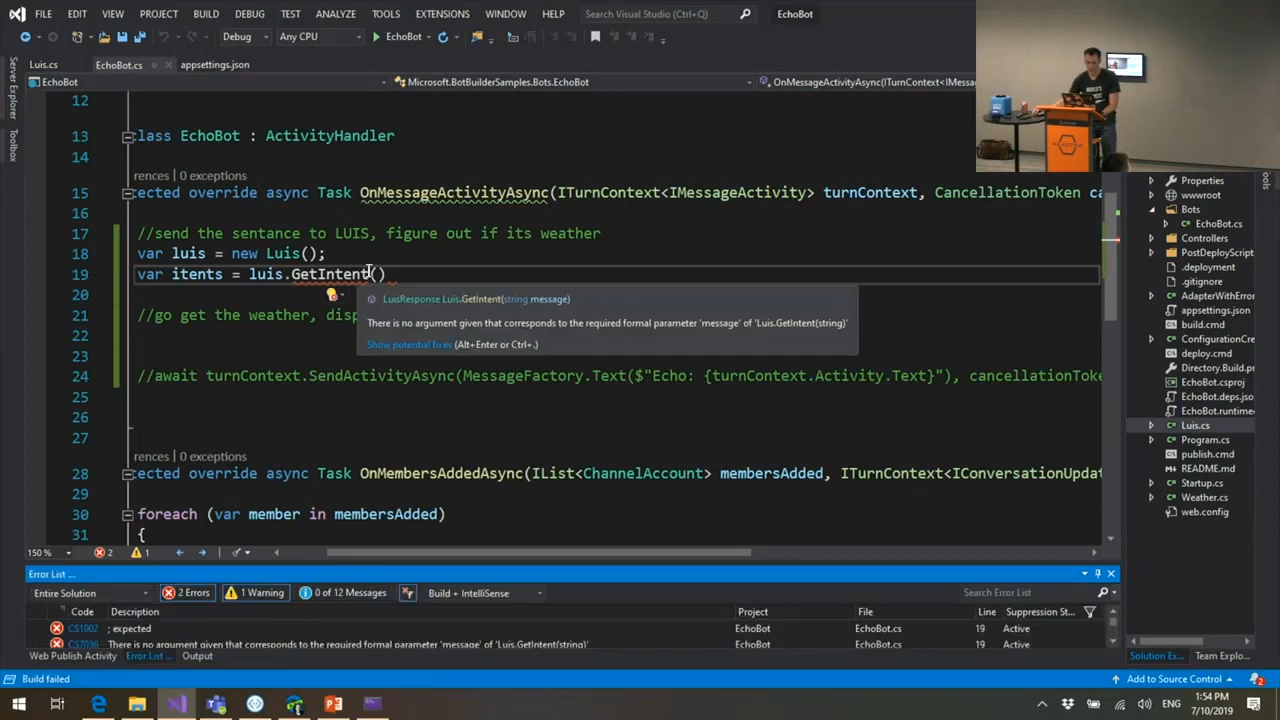 FILE EDIT VIEW PROJECT BUILD DEBUG TEST ANALYZE TOOLS EXTENSIONS WINDOW HELP Search Visual Studio (Ctrl+Q) EchoBot
Debug Any CPU EchoBot
Luis.cs EchoBot.cs appsettings.json
EchoBot Microsoft.BotBuilderSamples.Bots.EchoBot OnMessageActivityAsync(ITurnContext<IMessa
Server Explorer
Toolbox
12
13 class EchoBot : ActivityHandler
14
rences | 0 exceptions
15 ected override async Task OnMessageActivityAsync(ITurnContext<IMessageActivity> turnContext, CancellationToken ca
16
17 //send the sentance to LUIS, figure out if its weather
18 var luis = new Luis();
19 var itents = luis.GetIntent()
LuisResponse Luis.GetIntent(string message)
There is no argument given that corresponds to the required formal parameter 'message' of 'Luis.GetIntent(string)'
Show potential fixes (Alt+Enter or Ctrl+.)
20
21 //go get the weather, disp
22
23
24 //await turnContext.SendActivityAsync(MessageFactory.Text($"Echo: {turnContext.Activity.Text}"), cancellationToke
25
26
27
rences | 0 exceptions
28 ected override async Task OnMembersAddedAsync(IList<ChannelAccount> membersAdded, ITurnContext<IConversationUpdat
29
30 foreach (var member in membersAdded)
31 {
150 % 2 1
Properties
wwwroot
Bots
EchoBot.cs
Controllers
PostDeployScript
.deployment
.gitignore
AdapterWithError
appsettings.json
build.cmd
ConfigurationCre
deploy.cmd
Directory.Build.pr
EchoBot.csproj
EchoBot.deps.jso
EchoBot.runtime
Luis.cs
Program.cs
publish.cmd
README.md
Startup.cs
Weather.cs
web.config
Error List ...
Entire Solution 2 Errors 1 Warning 0 of 12 Messages Build + IntelliSense Search Error List
Code Description Project File Line Suppression St...
CS1002 ; expected EchoBot EchoBot.cs 19 Active
CS7036 There is no argument given that corresponds to the required formal parameter 'message' of 'Luis.GetIntent(string)' EchoBot EchoBot.cs 19 Active
Web Publish Activity Error List ... Output Solution Ex... Team Explo...
Build failed Add to Source Control 2
ENG 1:54 PM
7/10/2019
REACTOR